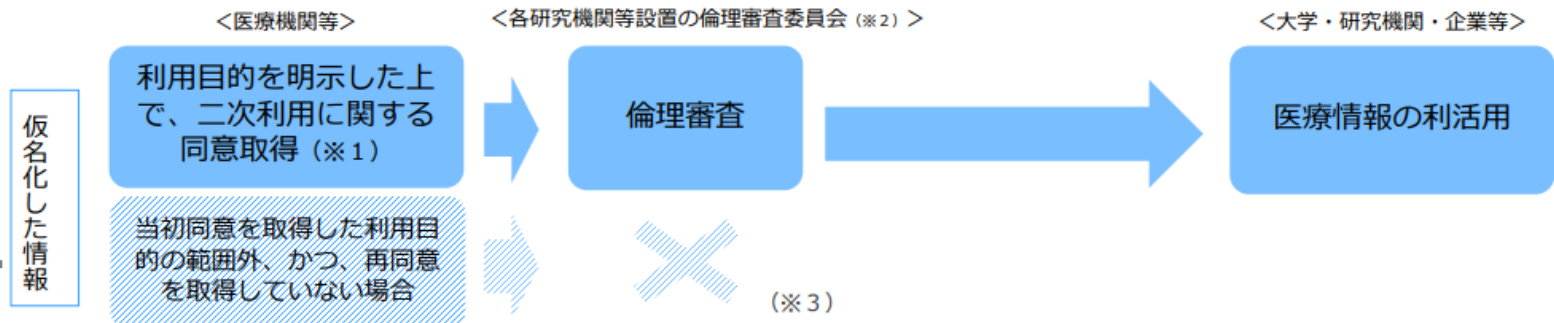 <医療機関等>
<各研究機関等設置の倫理審査委員会（※2）>
<大学・研究機関・企業等>
仮名化した情報
利用目的を明示した上
で、二次利用に関する
同意取得（※１）
倫理審査
医療情報の利活用
当初同意を取得した利用目
的の範囲外、かつ、再同意
を取得していない場合
（※３）